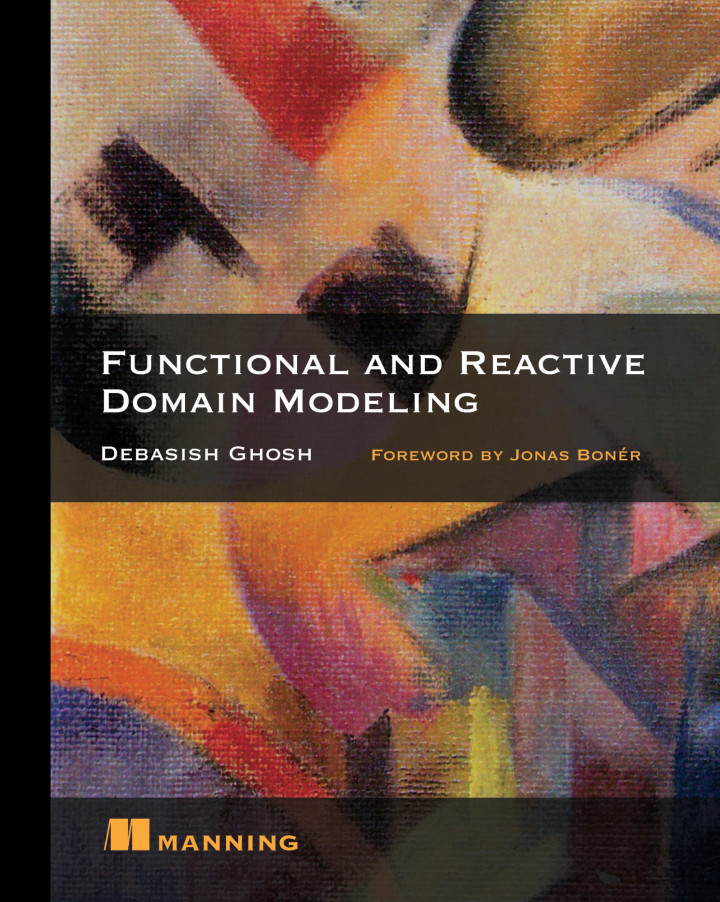 Functional and Reactive
Domain Modeling
Debasish Ghosh Foreword by Jonas Bonér
MANNING